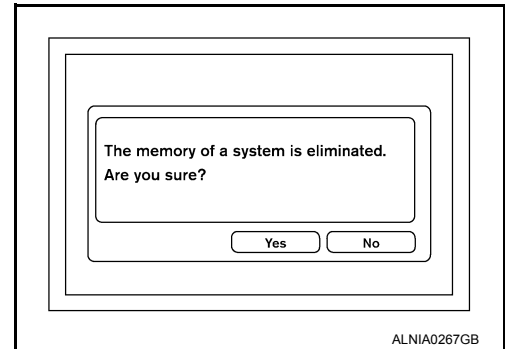 The memory of a system is eliminated.
Are you sure?
Yes No
ALNIA0267GB